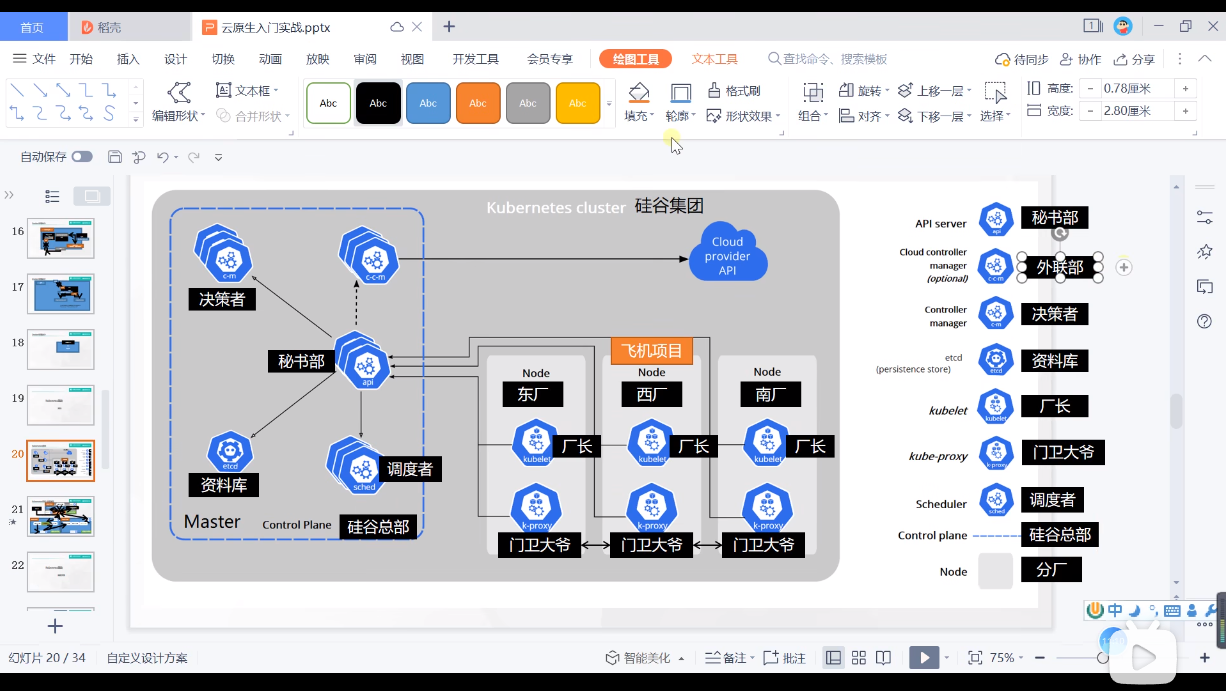 首页
稻壳
云原生入门实战.pptx
文件 开始 插入 设计 切换 动画 放映 审阅 视图 开发工具 会员专享 绘图工具 文本工具 查找命令、搜索模板 待同步 协作 分享
编辑形状 文本框 合并形状
Abc Abc Abc Abc Abc Abc
填充 轮廓 格式刷 形状效果
组合 旋转 对齐 上移一层 下移一层 选择
高度: 0.78厘米
宽度: 2.80厘米
自动保存
16
17
18
19
20
21
22
Kubernetes cluster 硅谷集团
Cloud
provider
API
c-m
决策者
c-c-m
秘书部
api
etcd
资料库
sched
调度者
Master Control Plane 硅谷总部
飞机项目
Node
东厂
kubelet
厂长
k-proxy
门卫大爷
Node
西厂
kubelet
厂长
k-proxy
门卫大爷
Node
南厂
kubelet
厂长
k-proxy
门卫大爷
API server api 秘书部
Cloud controller
manager
(optional) c-c-m 外联部
Controller
manager c-m 决策者
etcd
(persistence store) etcd 资料库
kubelet kubelet 厂长
kube-proxy k-proxy 门卫大爷
Scheduler sched 调度者
Control plane 硅谷总部
Node 分厂
中
幻灯片 20 / 34 自定义设计方案 智能美化 备注 批注 75%